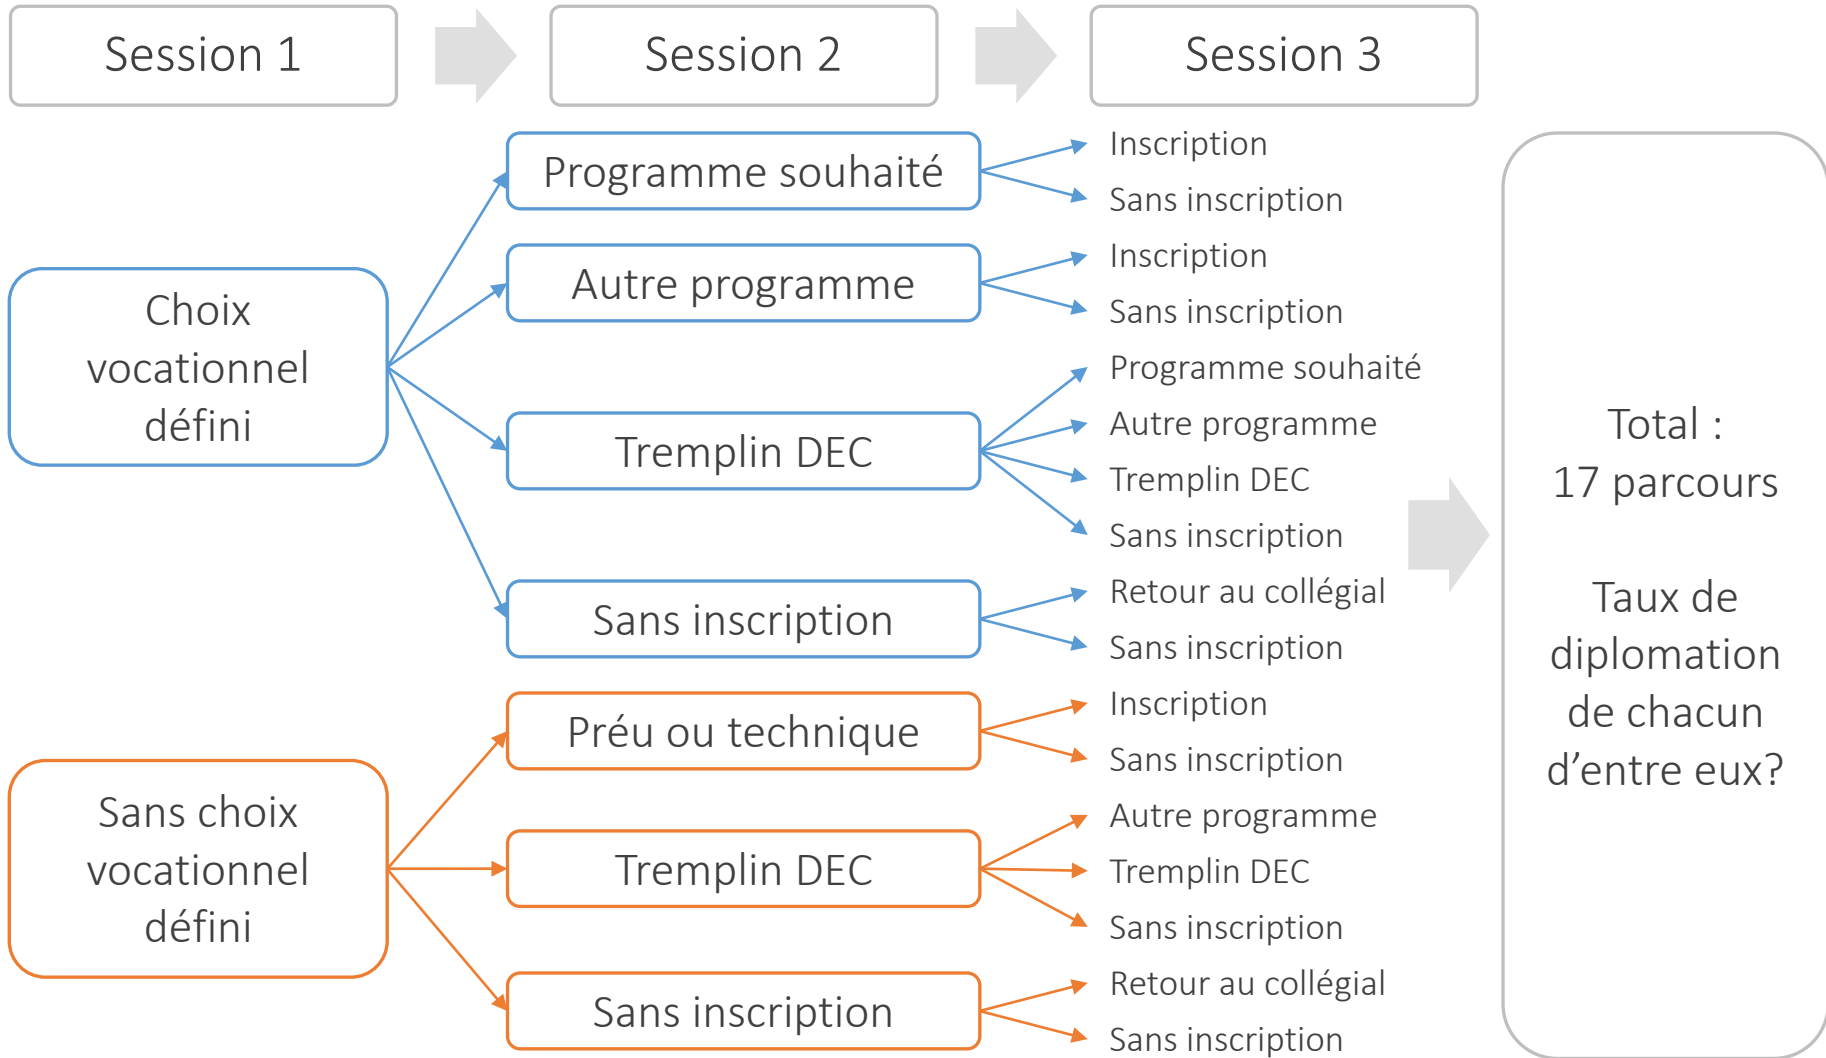 Session 1
Session 2
Session 3
Choix
vocationnel
défini
Programme souhaité
Inscription
Sans inscription
Autre programme
Inscription
Sans inscription
Tremplin DEC
Programme souhaité
Autre programme
Tremplin DEC
Sans inscription
Sans inscription
Retour au collégial
Sans inscription
Sans choix
vocationnel
défini
Préu ou technique
Inscription
Sans inscription
Tremplin DEC
Autre programme
Tremplin DEC
Sans inscription
Sans inscription
Retour au collégial
Sans inscription
Total :
17 parcours
Taux de
diplomation
de chacun
d’entre eux?